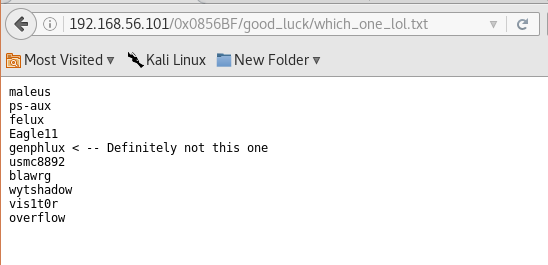 192.168.56.101/0x0856BF/good_luck/which_one_lol.txt
Most Visited Kali Linux New Folder
maleus
ps-aux
felux
Eagle11
genphlux < -- Definitely not this one
usmc8892
blawrg
wytshadow
vis1t0r
overflow